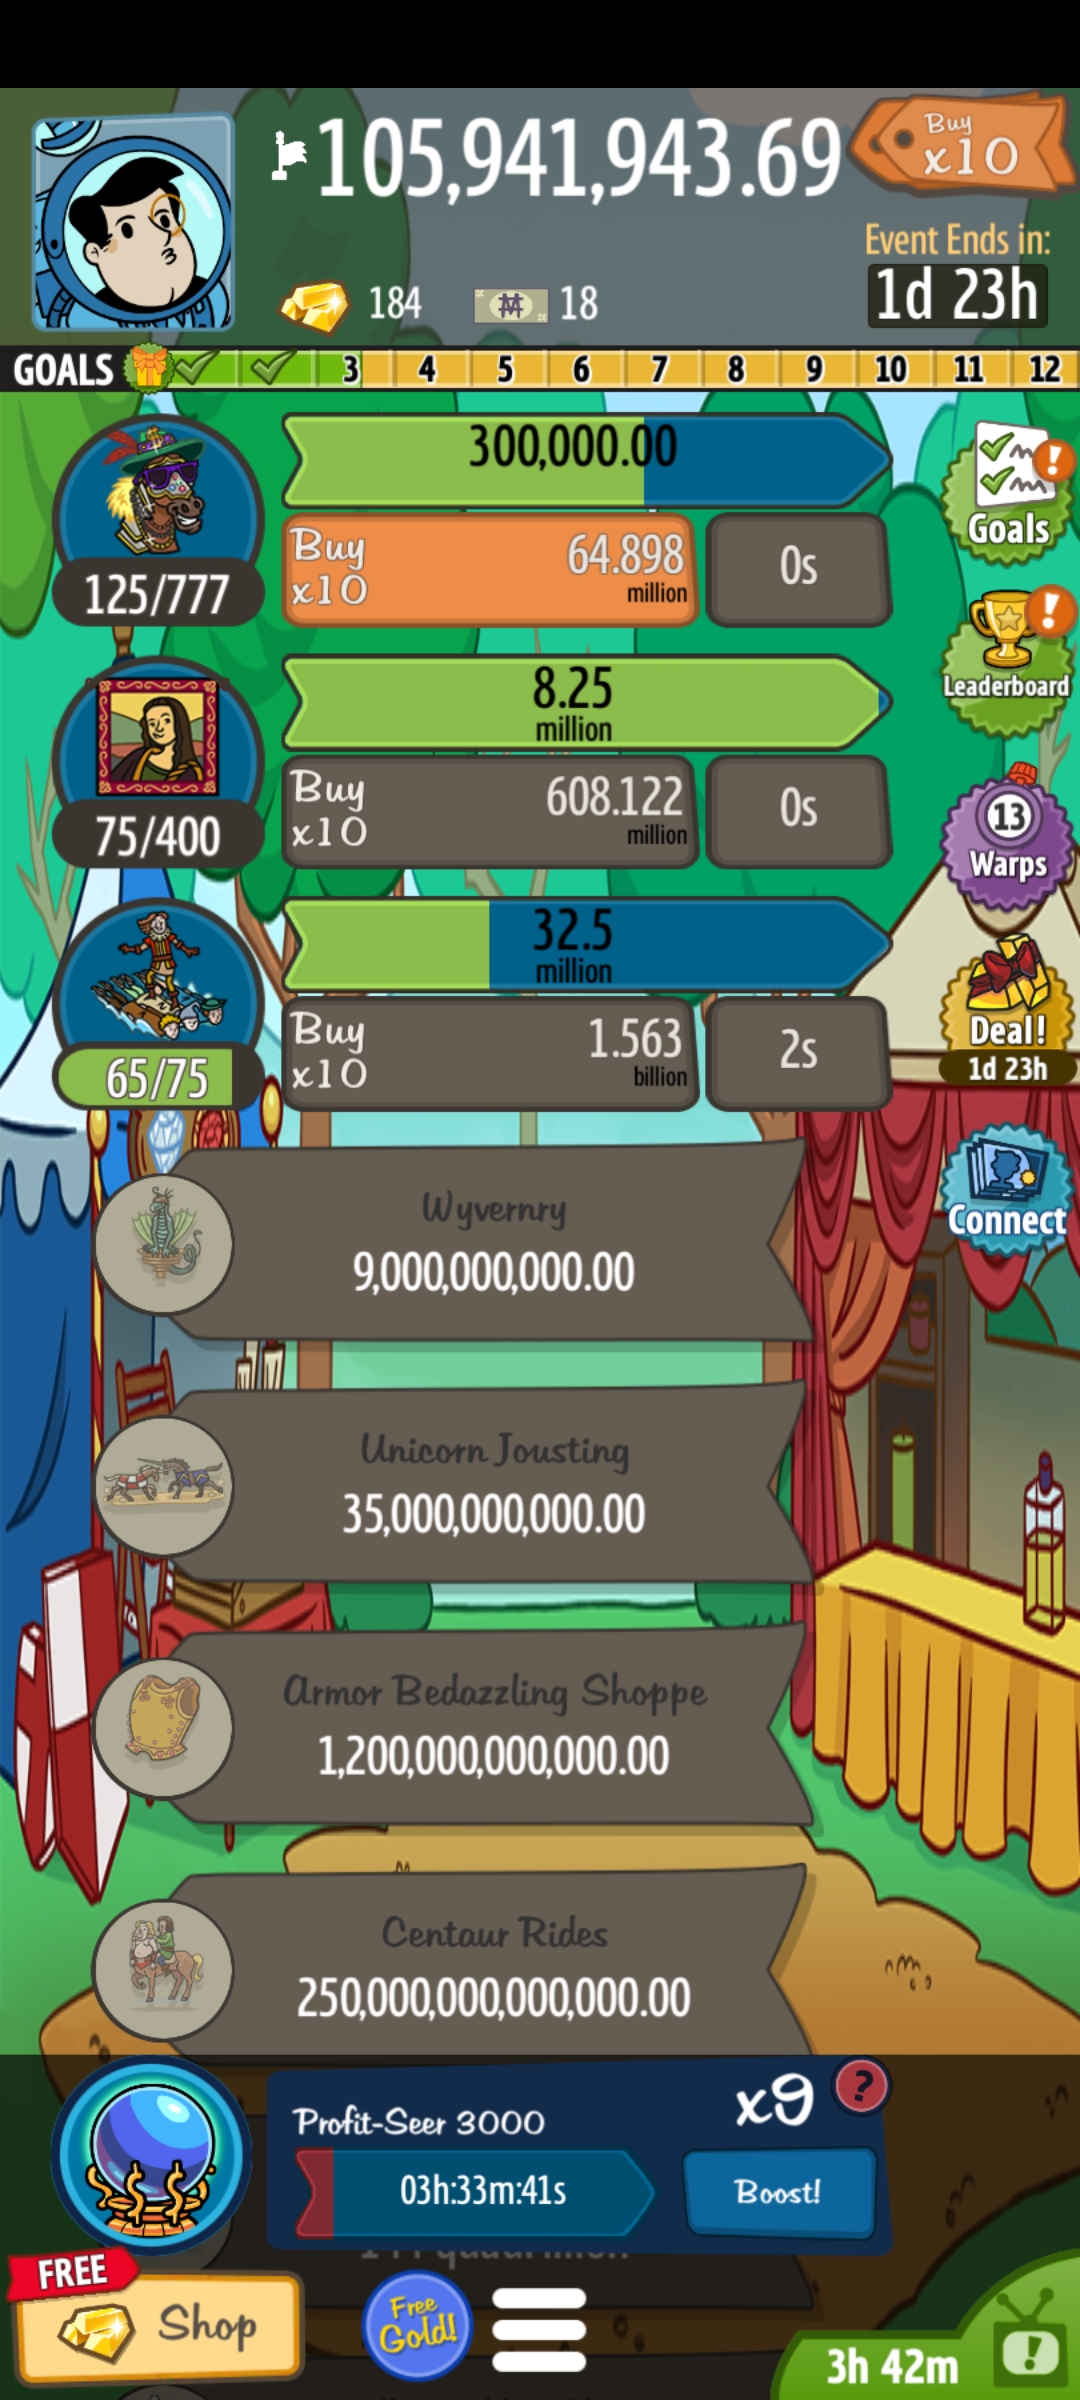 105,941,943.69
Buy
x10
184
18
Event Ends in:
1d 23h
GOALS 3 4 5 6 7 8 9 10 11 12
300,000.00
Buy
x10
64.898
million
0s
125/777
Goals
8.25
million
Buy
x10
608.122
million
0s
75/400
Leaderboard
13
Warps
32.5
million
Buy
x10
1.563
billion
2s
65/75
Deal!
1d 23h
Connect
Wyvernry
9,000,000,000.00
Unicorn Jousting
35,000,000,000.00
Armor Bedazzling Shoppe
1,200,000,000,000.00
Centaur Rides
250,000,000,000,000.00
Profit-Seer 3000
x9
?
03h:33m:41s
Boost!
FREE
Shop
Free
Gold!
3h 42m